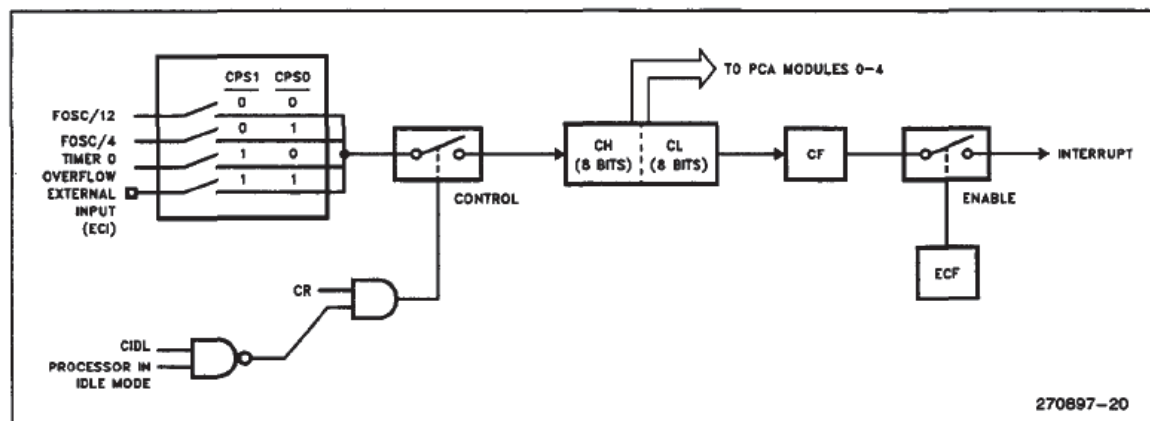 CPS1 CPS0
FOSC/12 0 0
FOSC/4 0 1
TIMER 0 1 0
OVERFLOW
EXTERNAL 1 1
INPUT
(ECI)
CONTROL
TO PCA MODULES 0-4
CH CL
(8 BITS) (8 BITS)
CF
INTERRUPT
ENABLE
ECF
CR
CIDL
PROCESSOR IN
IDLE MODE
270897-20